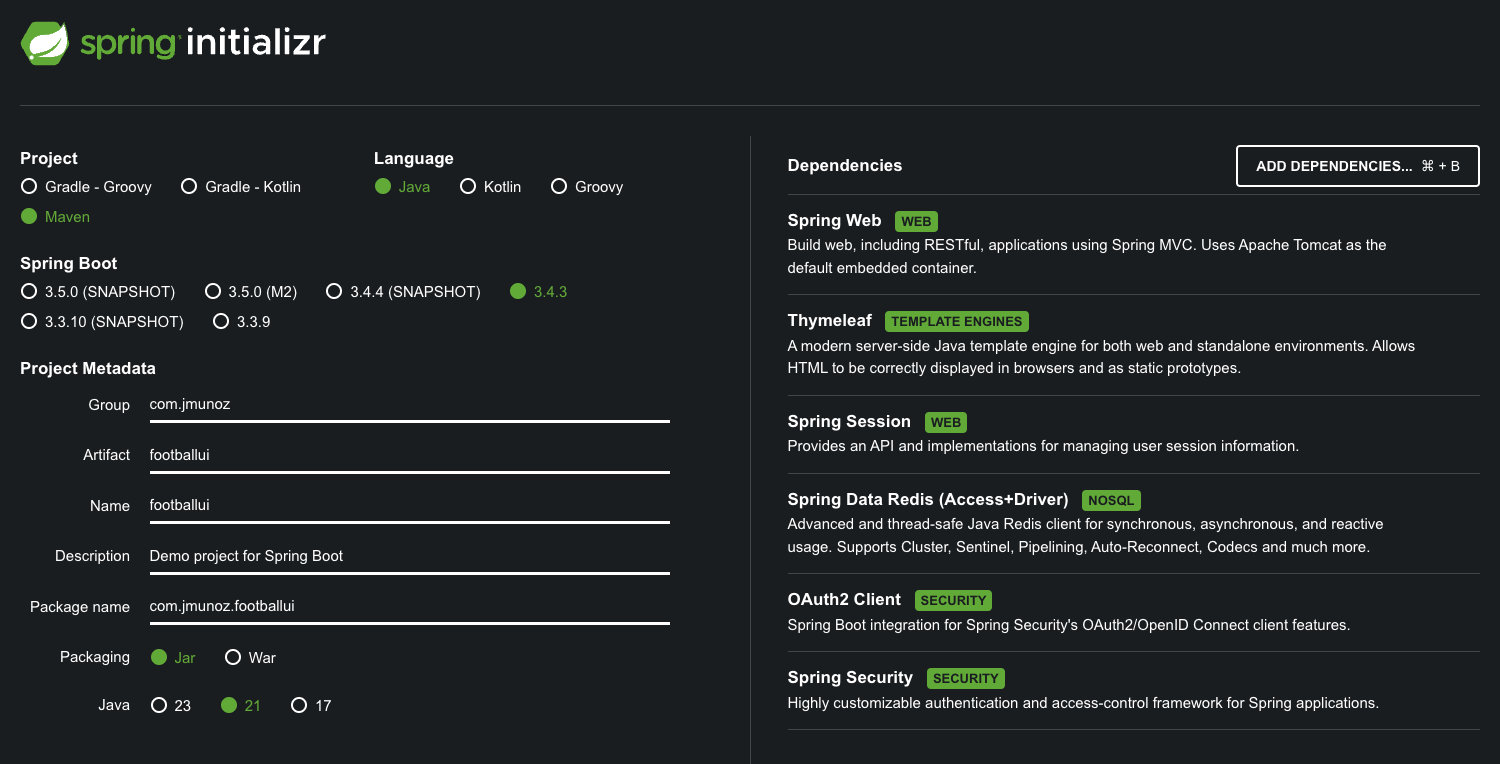 spring initializr
Project
Gradle - Groovy Gradle - Kotlin
Maven
Language
Java Kotlin Groovy
Spring Boot
3.5.0 (SNAPSHOT) 3.5.0 (M2) 3.4.4 (SNAPSHOT) 3.4.3
3.3.10 (SNAPSHOT) 3.3.9
Project Metadata
Group com.jmunoz
Artifact footballui
Name footballui
Description Demo project for Spring Boot
Package name com.jmunoz.footballui
Packaging Jar War
Java 23 21 17
Dependencies
ADD DEPENDENCIES... ⌘ + B
Spring Web WEB
Build web, including RESTful, applications using Spring MVC. Uses Apache Tomcat as the
default embedded container.
Thymeleaf TEMPLATE ENGINES
A modern server-side Java template engine for both web and standalone environments. Allows
HTML to be correctly displayed in browsers and as static prototypes.
Spring Session WEB
Provides an API and implementations for managing user session information.
Spring Data Redis (Access+Driver) NOSQL
Advanced and thread-safe Java Redis client for synchronous, asynchronous, and reactive
usage. Supports Cluster, Sentinel, Pipelining, Auto-Reconnect, Codecs and much more.
OAuth2 Client SECURITY
Spring Boot integration for Spring Security's OAuth2/OpenID Connect client features.
Spring Security SECURITY
Highly customizable authentication and access-control framework for Spring applications.